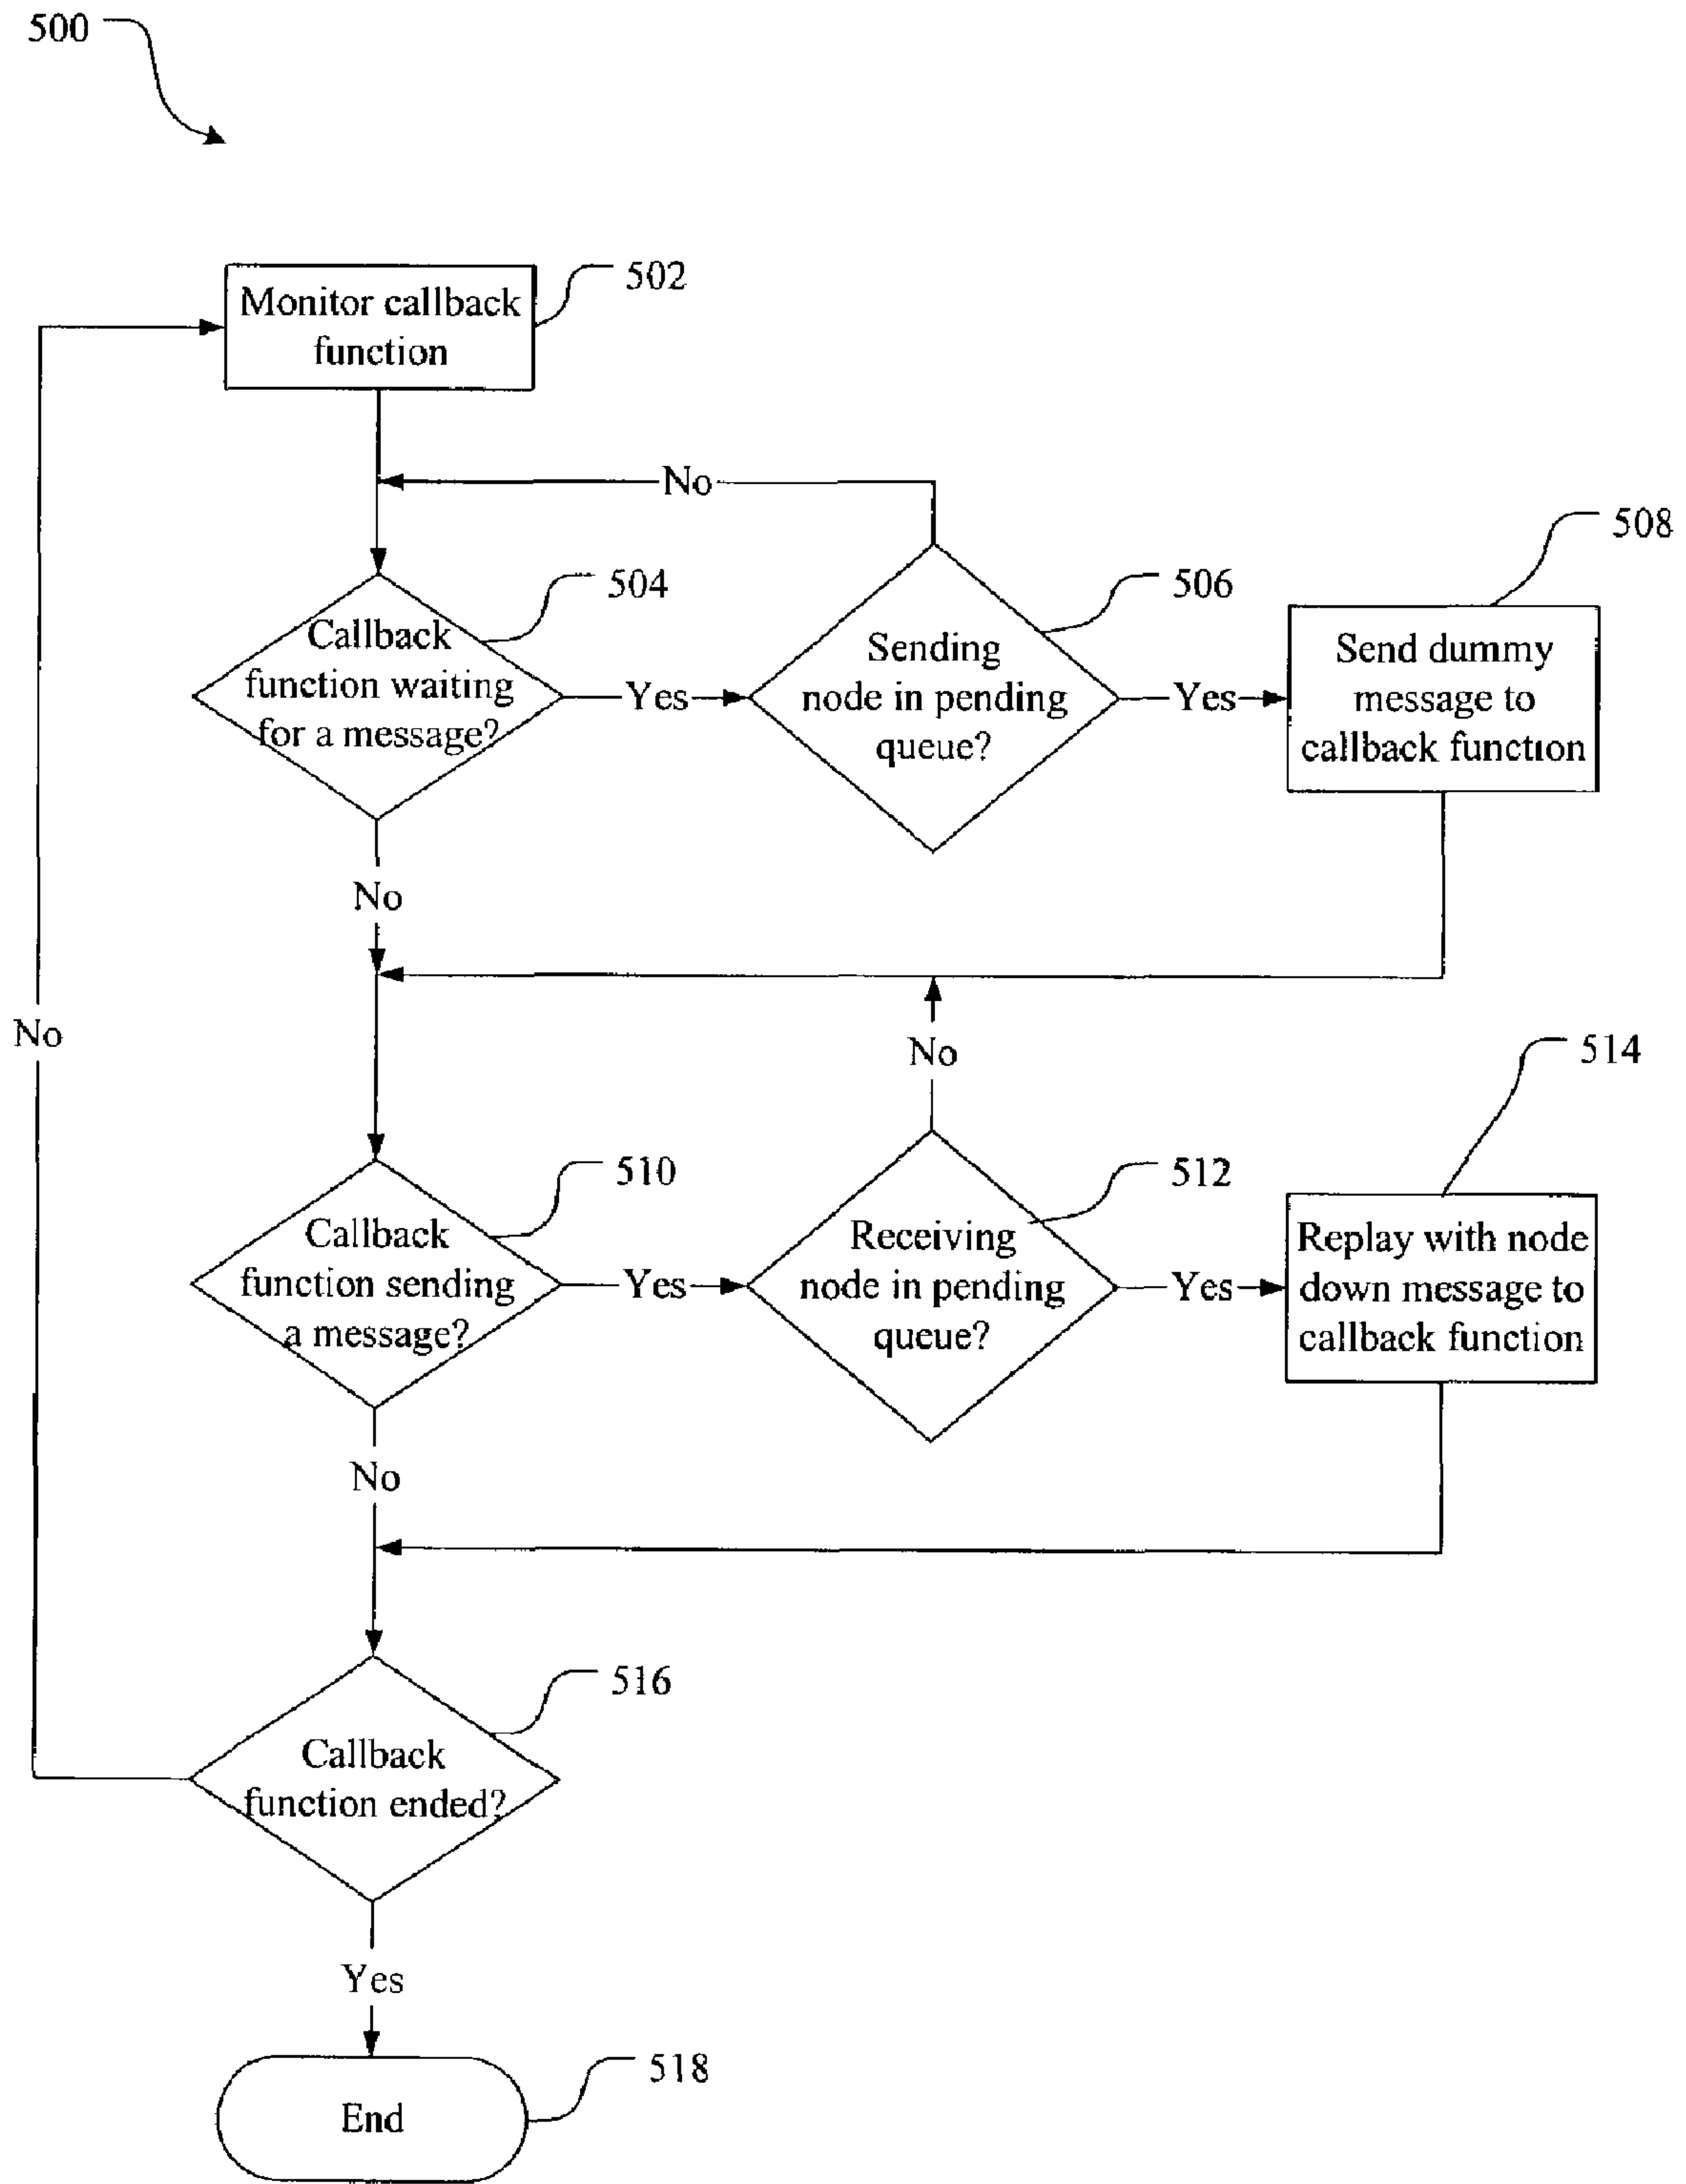 500
502
Monitor callback
function
No
508
504
506
Callback
function waiting
for a message?
Yes
Sending
node in pending
queue?
Yes
Send dummy
message to
callback function
No
No
No
514
510
512
Callback
function sending
a message?
Yes
Receiving
node in pending
queue?
Yes
Replay with node
down message to
callback function
No
516
Callback
function ended?
Yes
518
End